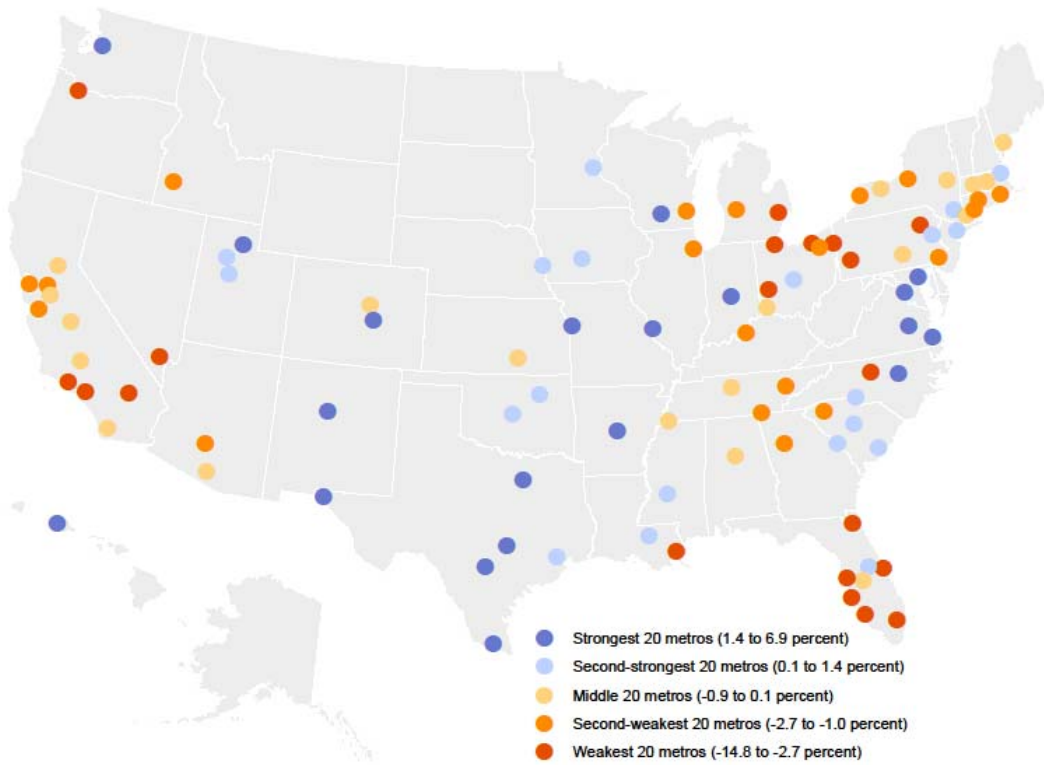 Strongest 20 metros (1.4 to 6.9 percent)
Second-strongest 20 metros (0.1 to 1.4 percent)
Middle 20 metros (-0.9 to 0.1 percent)
Second-weakest 20 metros (-2.7 to -1.0 percent)
Weakest 20 metros (-14.8 to -2.7 percent)